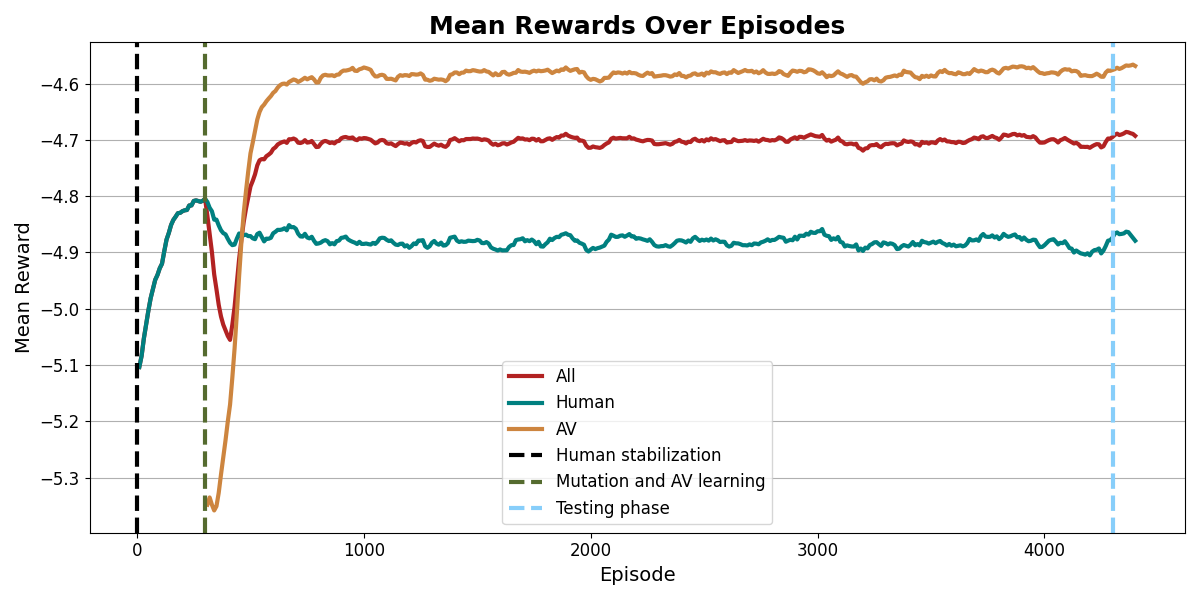 Mean Rewards Over Episodes
Mean Reward
−4.6
−4.7
−4.8
−4.9
−5.0
−5.1
−5.2
−5.3
All
Human
AV
Human stabilization
Mutation and AV learning
Testing phase
0
1000
2000
3000
4000
Episode